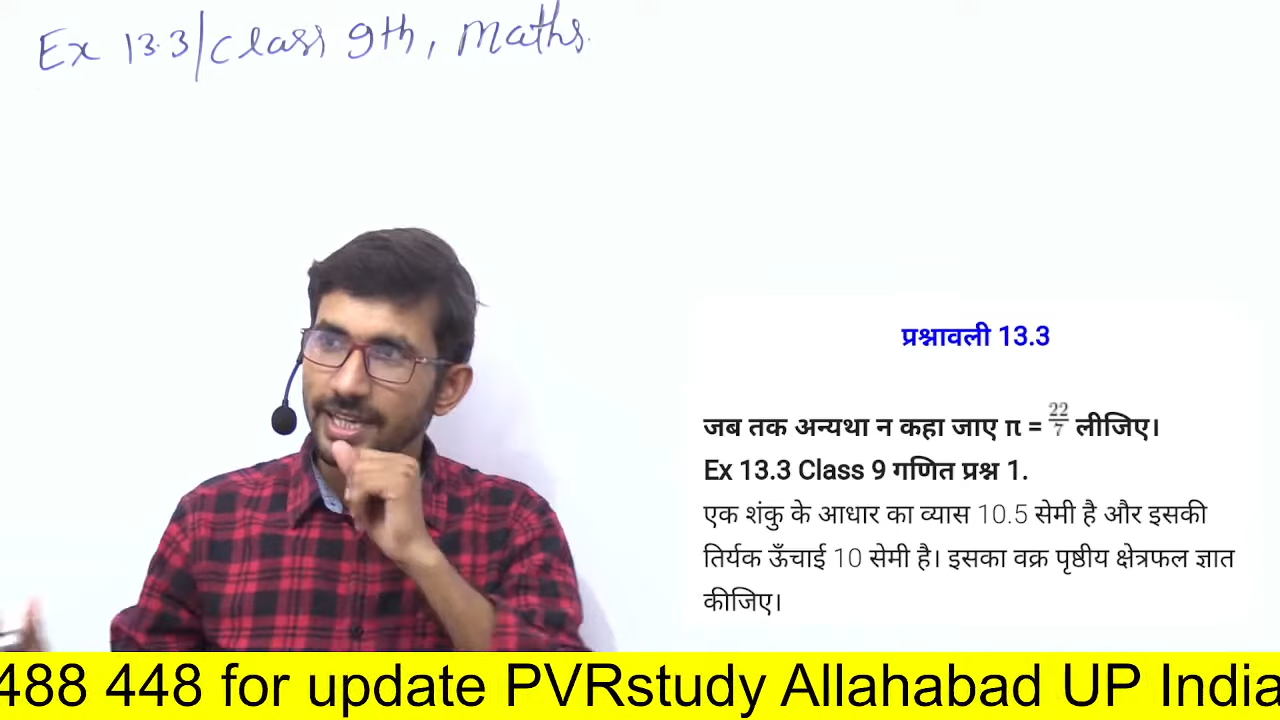 Ex 13.3/Class 9th, Maths.
प्रश्नावली 13.3
जब तक अन्यथा न कहा जाए π = 22/7 लीजिए।
Ex 13.3 Class 9 गणित प्रश्न 1.
एक शंकु के आधार का व्यास 10.5 सेमी है और इसकी
तिर्यक ऊँचाई 10 सेमी है। इसका वक्र पृष्ठीय क्षेत्रफल ज्ञात
कीजिए।
488 448 for update PVRstudy Allahabad UP India